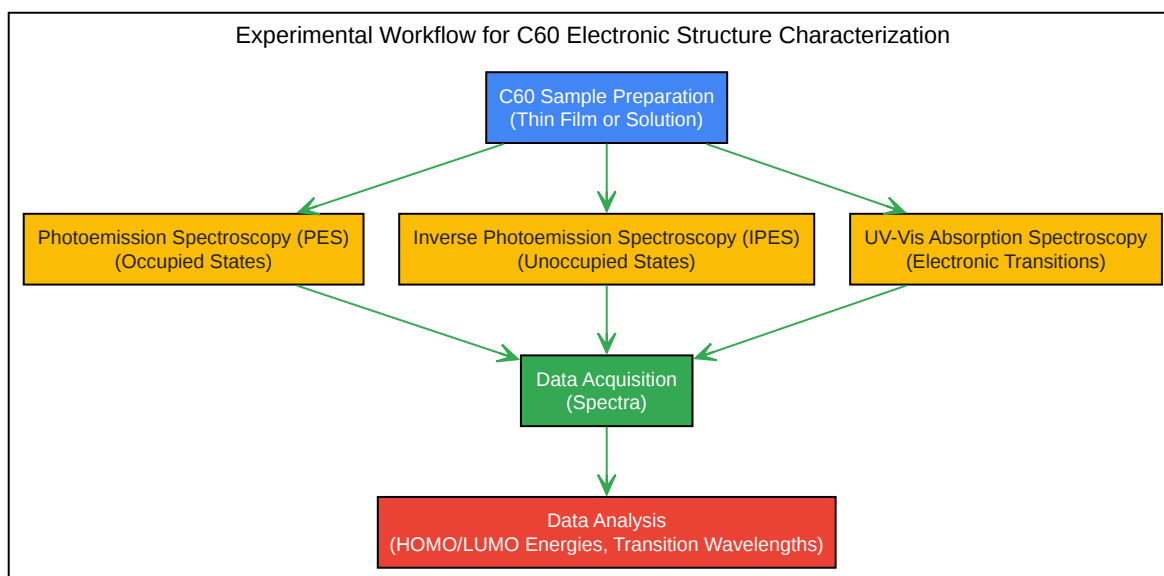 Experimental Workflow for C60 Electronic Structure Characterization
C60 Sample Preparation
(Thin Film or Solution)
Photoemission Spectroscopy (PES)
(Occupied States)
Inverse Photoemission Spectroscopy (IPES)
(Unoccupied States)
UV-Vis Absorption Spectroscopy
(Electronic Transitions)
Data Acquisition
(Spectra)
Data Analysis
(HOMO/LUMO Energies, Transition Wavelengths)